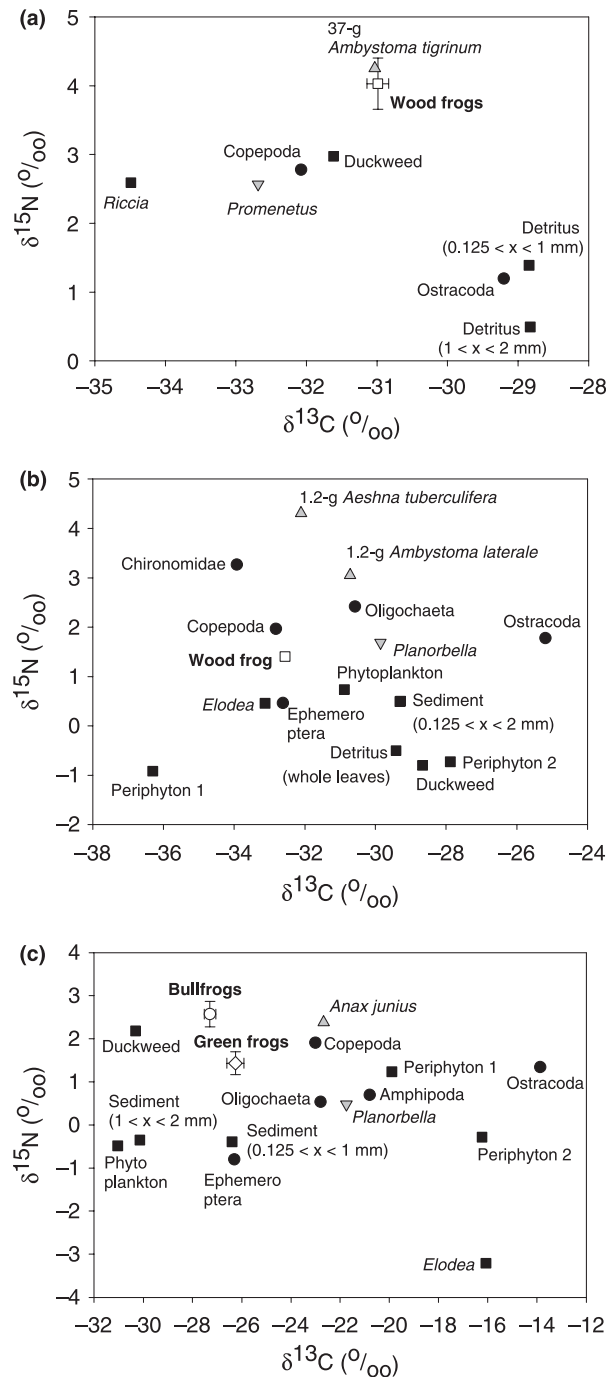 (a)
5
4
3
2
1
0
δ15N (o/oo)
37-g
Ambystoma tigrinum
Wood frogs
Copepoda
Duckweed
Riccia
Promenetus
Detritus
(0.125 < x < 1 mm)
Ostracoda
Detritus
(1 < x < 2 mm)
−35 −34 −33 −32 −31 −30 −29 −28
δ13C (o/oo)
(b)
5
4
3
2
1
0
−1
−2
δ15N (o/oo)
1.2-g Aeshna tuberculifera
1.2-g Ambystoma laterale
Chironomidae
Oligochaeta
Ostracoda
Copepoda
Planorbella
Wood frog
Phytoplankton
Elodea
Ephemero
ptera
Sediment
(0.125 < x < 2 mm)
Detritus
(whole leaves)
Periphyton 2
Duckweed
Periphyton 1
−38 −36 −34 −32 −30 −28 −26 −24
δ13C (o/oo)
(c)
4
3
2
1
0
−1
−2
−3
−4
δ15N (o/oo)
Bullfrogs
Anax junius
Green frogs
Duckweed
Copepoda
Periphyton 1
Ostracoda
Oligochaeta
Amphipoda
Planorbella
Sediment
(1 < x < 2 mm)
Sediment
(0.125 < x < 1 mm)
Phyto
plankton
Ephemero
ptera
Periphyton 2
Elodea
−32 −30 −28 −26 −24 −22 −20 −18 −16 −14 −12
δ13C (o/oo)